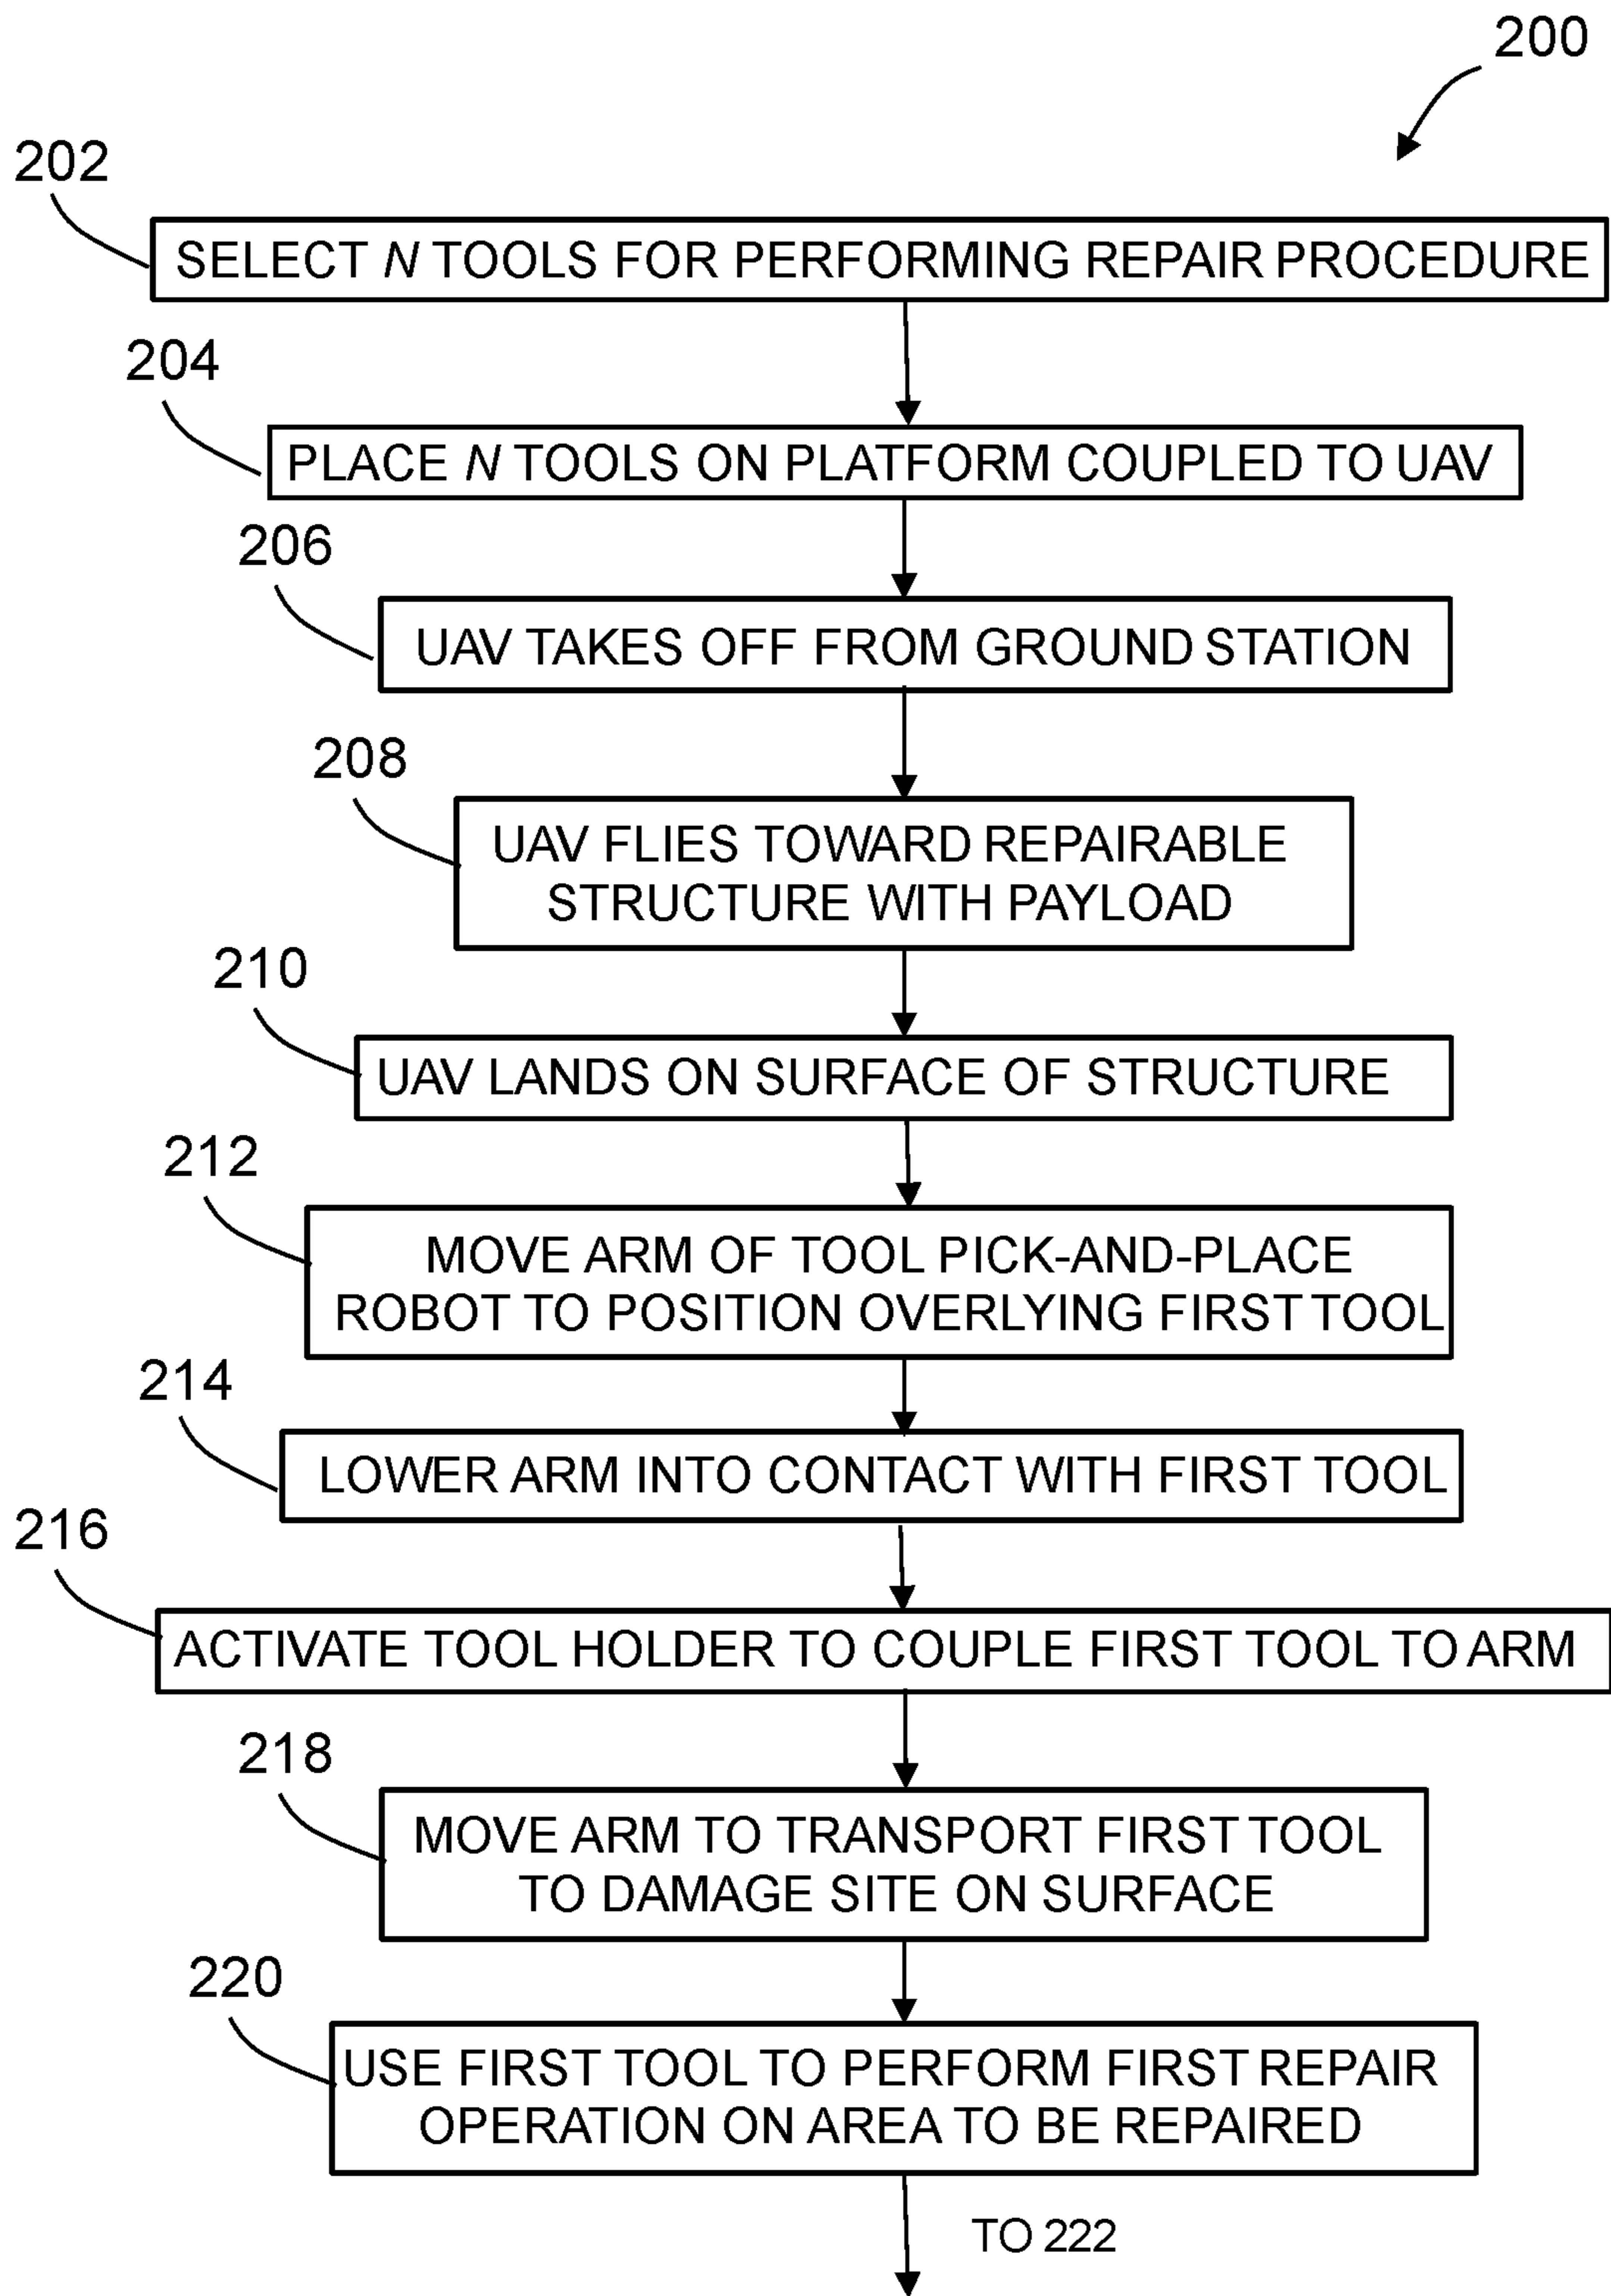 200
202
SELECT N TOOLS FOR PERFORMING REPAIR PROCEDURE
204
PLACE N TOOLS ON PLATFORM COUPLED TO UAV
206
UAV TAKES OFF FROM GROUND STATION
208
UAV FLIES TOWARD REPAIRABLE
STRUCTURE WITH PAYLOAD
210
UAV LANDS ON SURFACE OF STRUCTURE
212
MOVE ARM OF TOOL PICK-AND-PLACE
ROBOT TO POSITION OVERLYING FIRST TOOL
214
LOWER ARM INTO CONTACT WITH FIRST TOOL
216
ACTIVATE TOOL HOLDER TO COUPLE FIRST TOOL TO ARM
218
MOVE ARM TO TRANSPORT FIRST TOOL
TO DAMAGE SITE ON SURFACE
220
USE FIRST TOOL TO PERFORM FIRST REPAIR
OPERATION ON AREA TO BE REPAIRED
TO 222